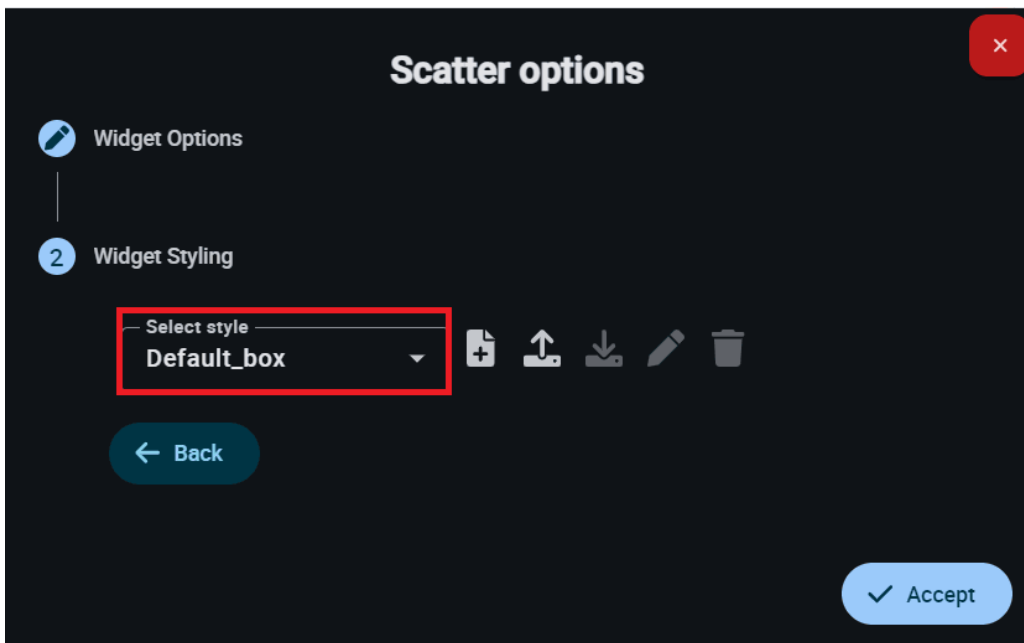 Scatter options
Widget Options
2
Widget Styling
Select style
Default_box
Back
Accept